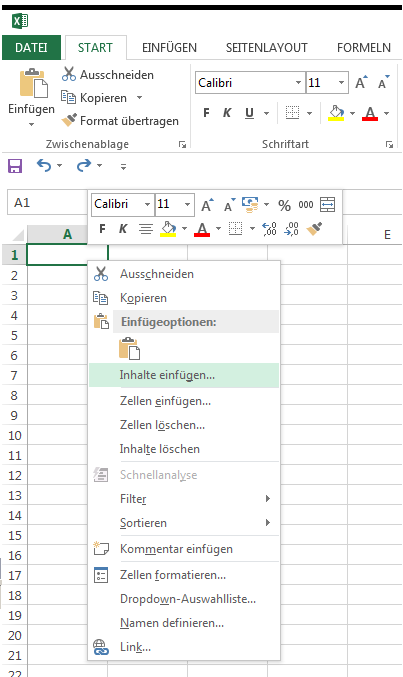 DATEI START EINFÜGEN SEITENLAYOUT FORMELN
Einfügen
Ausschneiden
Kopieren
Format übertragen
Zwischenablage
Calibri 11 A A
F K U A
Schriftart
A1
Calibri 11 A A % 000
F K A ,00 ,00
A E
1
2
3
4
5
6
7
8
9
10
11
12
13
14
15
16
17
18
19
20
21
22
Ausschneiden
Kopieren
Einfügeoptionen:
Inhalte einfügen...
Zellen einfügen...
Zellen löschen...
Inhalte löschen
Schnellanalyse
Filter
Sortieren
Kommentar einfügen
Zellen formatieren...
Dropdown-Auswahlliste...
Namen definieren...
Link...